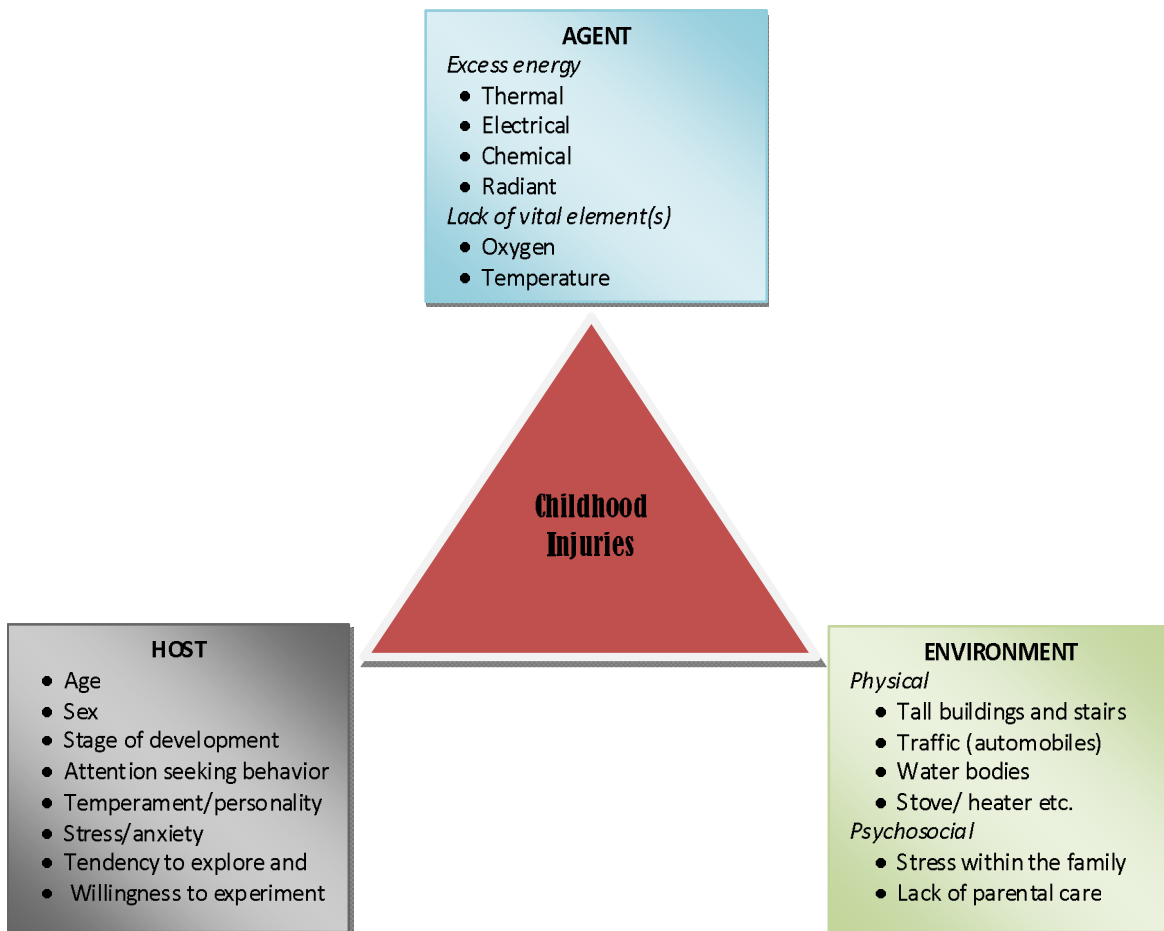 AGENT
Excess energy
• Thermal
• Electrical
• Chemical
• Radiant
Lack of vital element(s)
• Oxygen
• Temperature
Childhood
Injuries
HOST
• Age
• Sex
• Stage of development
• Attention seeking behavior
• Temperament/personality
• Stress/anxiety
• Tendency to explore and
• Willingness to experiment
ENVIRONMENT
Physical
• Tall buildings and stairs
• Traffic (automobiles)
• Water bodies
• Stove/ heater etc.
Psychosocial
• Stress within the family
• Lack of parental care